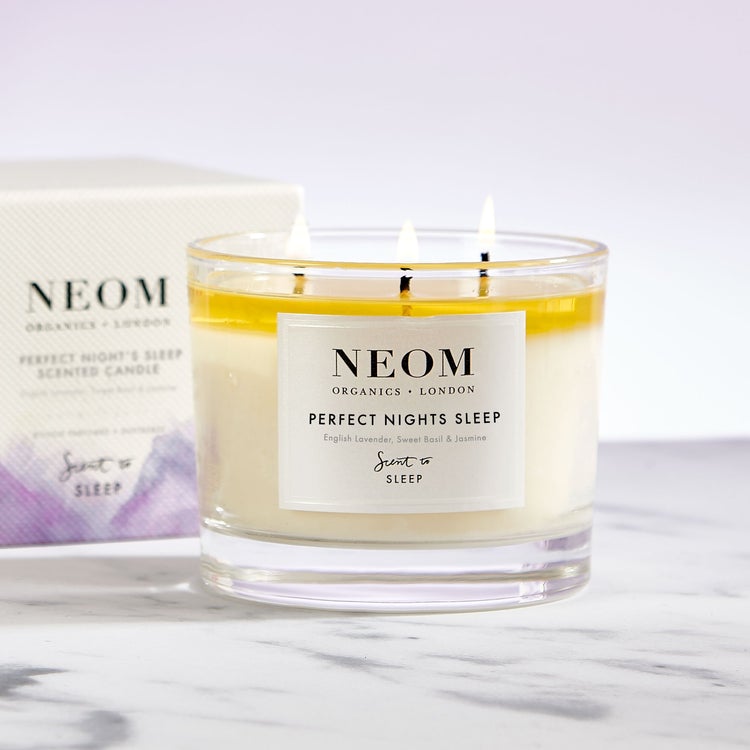 NEOM
ORGANICS • LONDON
PERFECT NIGHT'S SLEEP
SCENTED CANDLE
Scent to
SLEEP
NEOM
ORGANICS • LONDON
PERFECT NIGHTS SLEEP
English Lavender, Sweet Basil & Jasmine
Scent to
SLEEP